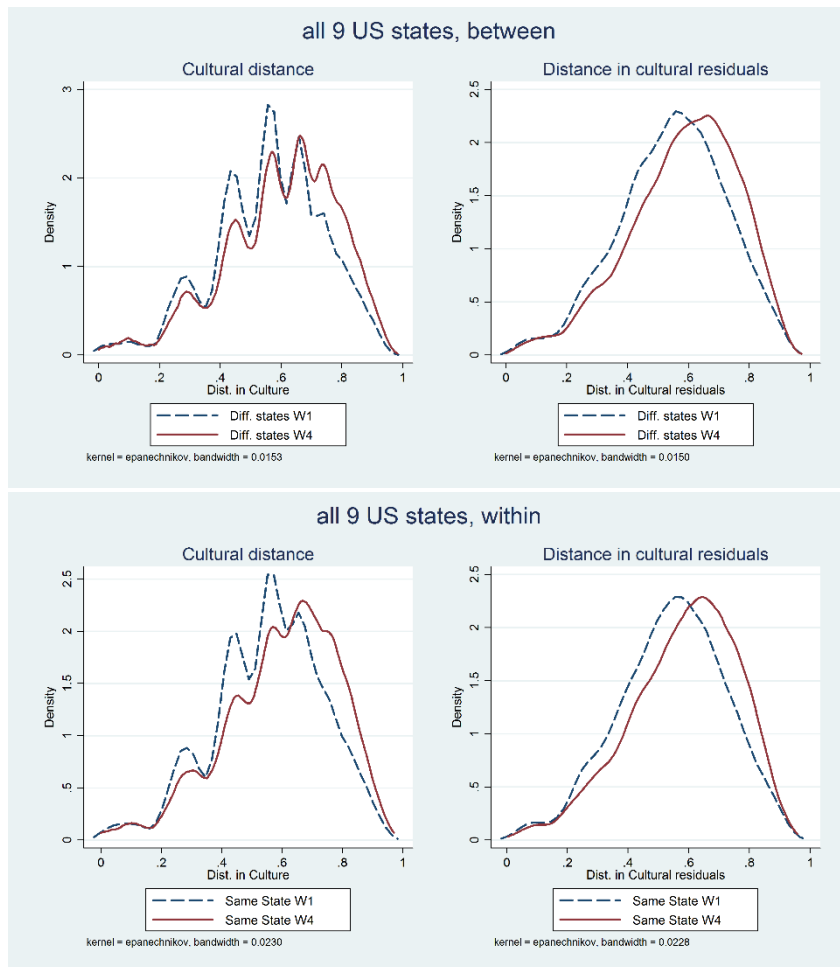 all 9 US states, between
Cultural distance
Distance in cultural residuals
Density
3
2
1
0
0
.2
.4
.6
.8
1
Dist. in Culture
Diff. states W1
Diff. states W4
kernel = epanechnikov, bandwidth = 0.0153
Density
2.5
2
1.5
1
.5
0
0
.2
.4
.6
.8
1
Dist. in Cultural residuals
Diff. states W1
Diff. states W4
kernel = epanechnikov, bandwidth = 0.0150
all 9 US states, within
Cultural distance
Distance in cultural residuals
Density
2.5
2
1.5
1
.5
0
0
.2
.4
.6
.8
1
Dist. in Culture
Same State W1
Same State W4
kernel = epanechnikov, bandwidth = 0.0230
Density
2.5
2
1.5
1
.5
0
0
.2
.4
.6
.8
1
Dist. in Cultural residuals
Same State W1
Same State W4
kernel = epanechnikov, bandwidth = 0.0228